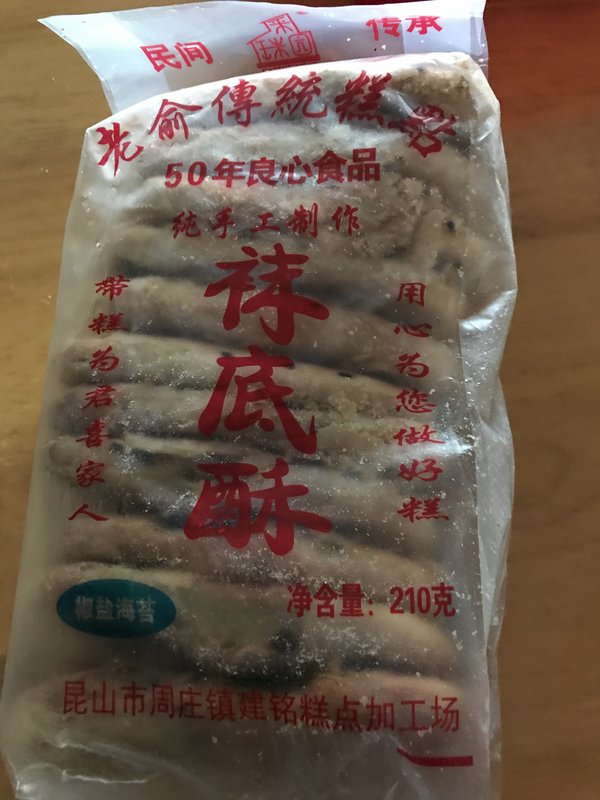 民间
传承
老俞傳統糕点
50年良心食品
纯手工制作
袜底酥
带糕为君喜家人
用心为您做好糕
椒盐海苔
净含量：210克
昆山市周庄镇建铭糕点加工场